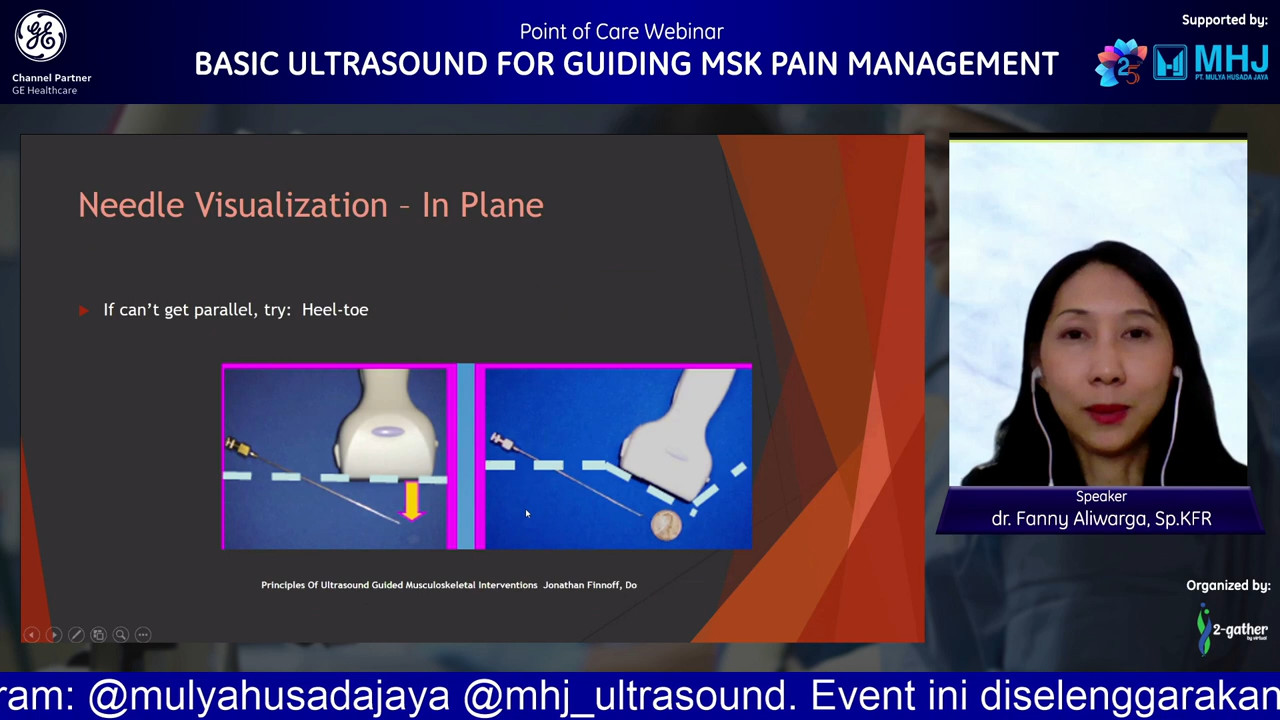 Channel Partner
GE Healthcare
Point of Care Webinar
BASIC ULTRASOUND FOR GUIDING MSK PAIN MANAGEMENT
Supported by:
25
MHJ
PT. MULYA HUSADA JAYA
Needle Visualization – In Plane
If can't get parallel, try: Heel-toe
Principles Of Ultrasound Guided Musculoskeletal Interventions Jonathan Finnoff, Do
Speaker
dr. Fanny Aliwarga, Sp.KFR
Organized by:
2-gather
by virtual
ram: @mulyahusadajaya @mhj_ultrasound. Event ini diselenggarakan